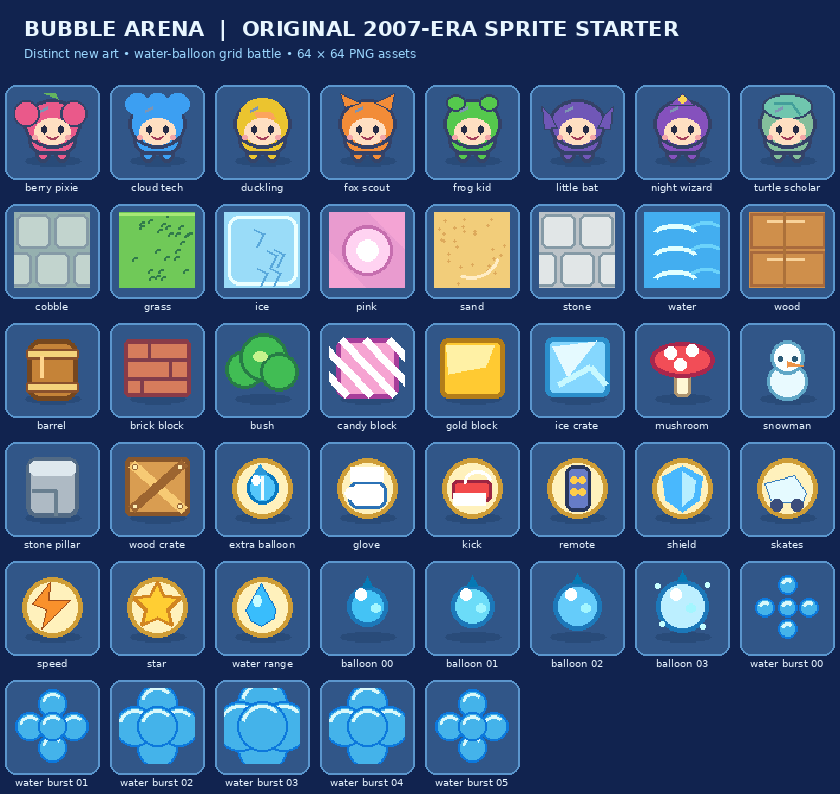 BUBBLE ARENA | ORIGINAL 2007-ERA SPRITE STARTER
Distinct new art • water-balloon grid battle • 64 × 64 PNG assets
berry pixie cloud tech duckling fox scout frog kid little bat night wizard turtle scholar
cobble grass ice pink sand stone water wood
barrel brick block bush candy block gold block ice crate mushroom snowman
stone pillar wood crate extra balloon glove kick remote shield skates
speed star water range balloon 00 balloon 01 balloon 02 balloon 03 water burst 00
water burst 01 water burst 02 water burst 03 water burst 04 water burst 05